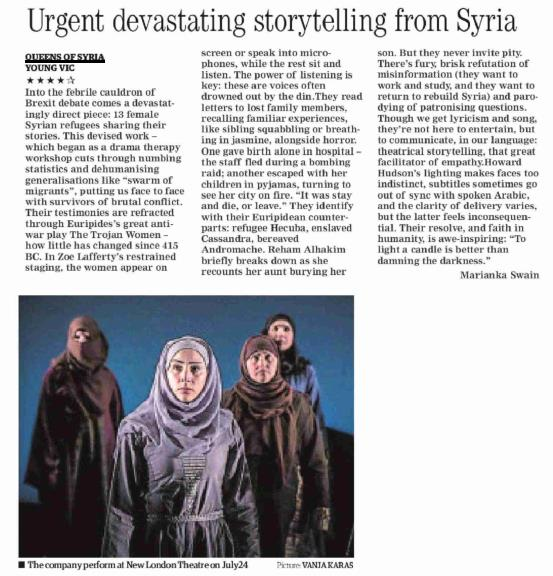 Urgent devastating storytelling from Syria
QUEENS OF SYRIA
YOUNG VIC
★★★★☆
Into the febrile cauldron of
Brexit debate comes a devastat-
ingly direct piece: 13 female
Syrian refugees sharing their
stories. This devised work –
which began as a drama therapy
workshop cuts through numbing
statistics and dehumanising
generalisations like “swarm of
migrants”, putting us face to face
with survivors of brutal conflict.
Their testimonies are refracted
through Euripides’s great anti-
war play The Trojan Women –
how little has changed since 415
BC. In Zoe Lafferty’s restrained
staging, the women appear on
screen or speak into micro-
phones, while the rest sit and
listen. The power of listening is
key: these are voices often
drowned out by the din.They read
letters to lost family members,
recalling familiar experiences,
like sibling squabbling or breath-
ing in jasmine, alongside horror.
One gave birth alone in hospital –
the staff fled during a bombing
raid; another escaped with her
children in pyjamas, turning to
see her city on fire. “It was stay
and die, or leave.” They identify
with their Euripidean counter-
parts: refugee Hecuba, enslaved
Cassandra, bereaved
Andromache. Reham Alhakim
briefly breaks down as she
recounts her aunt burying her
son. But they never invite pity.
There’s fury, brisk refutation of
misinformation (they want to
work and study, and they want to
return to rebuild Syria) and paro-
dying of patronising questions.
Though we get lyricism and song,
they’re not here to entertain, but
to communicate, in our language:
theatrical storytelling, that great
facilitator of empathy.Howard
Hudson’s lighting makes faces too
indistinct, subtitles sometimes go
out of sync with spoken Arabic,
and the clarity of delivery varies,
but the latter feels inconsequen-
tial. Their resolve, and faith in
humanity, is awe-inspiring: “To
light a candle is better than
damning the darkness.”
Marianka Swain
■ The company perform at New London Theatre on July24
Picture: VANJA KARAS